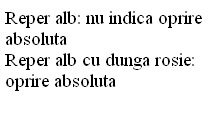 Reper alb: nu indica oprire
absoluta
Reper alb cu dunga rosie:
oprire absoluta